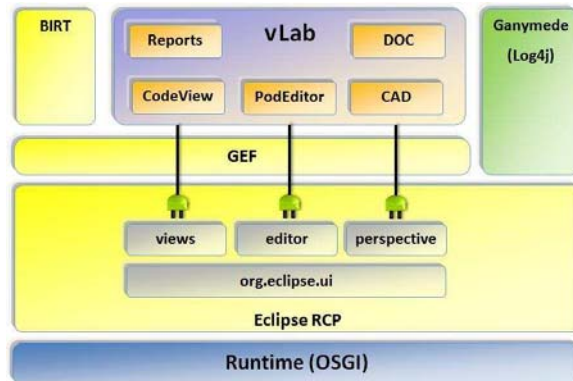 BIRT
vLab
Reports
DOC
CodeView
PodEditor
CAD
Ganymede
(Log4j)
GEF
views
editor
perspective
org.eclipse.ui
Eclipse RCP
Runtime (OSGI)